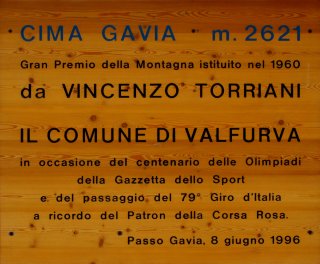 CIMA GAVIA - m. 2621
Gran Premio della Montagna istituito nel 1960
da VINCENZO TORRIANI
IL COMUNE DI VALFURVA
in occasione del centenario delle Olimpiadi
della Gazzetta dello Sport
e del passaggio del 79° Giro d'Italia
a ricordo del Patron della Corsa Rosa.
Passo Gavia, 8 giugno 1996